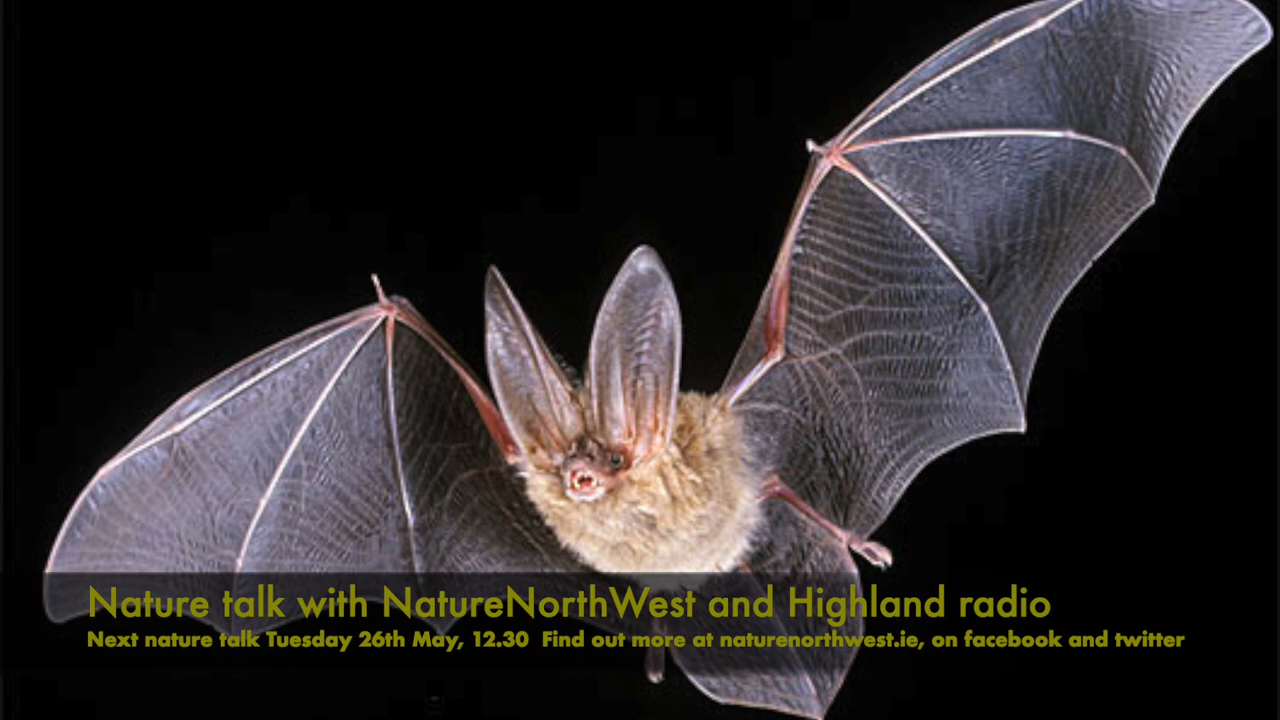 Nature talk with NatureNorthWest and Highland radio
Next nature talk Tuesday 26th May, 12.30  Find out more at naturenorthwest.ie, on facebook and twitter